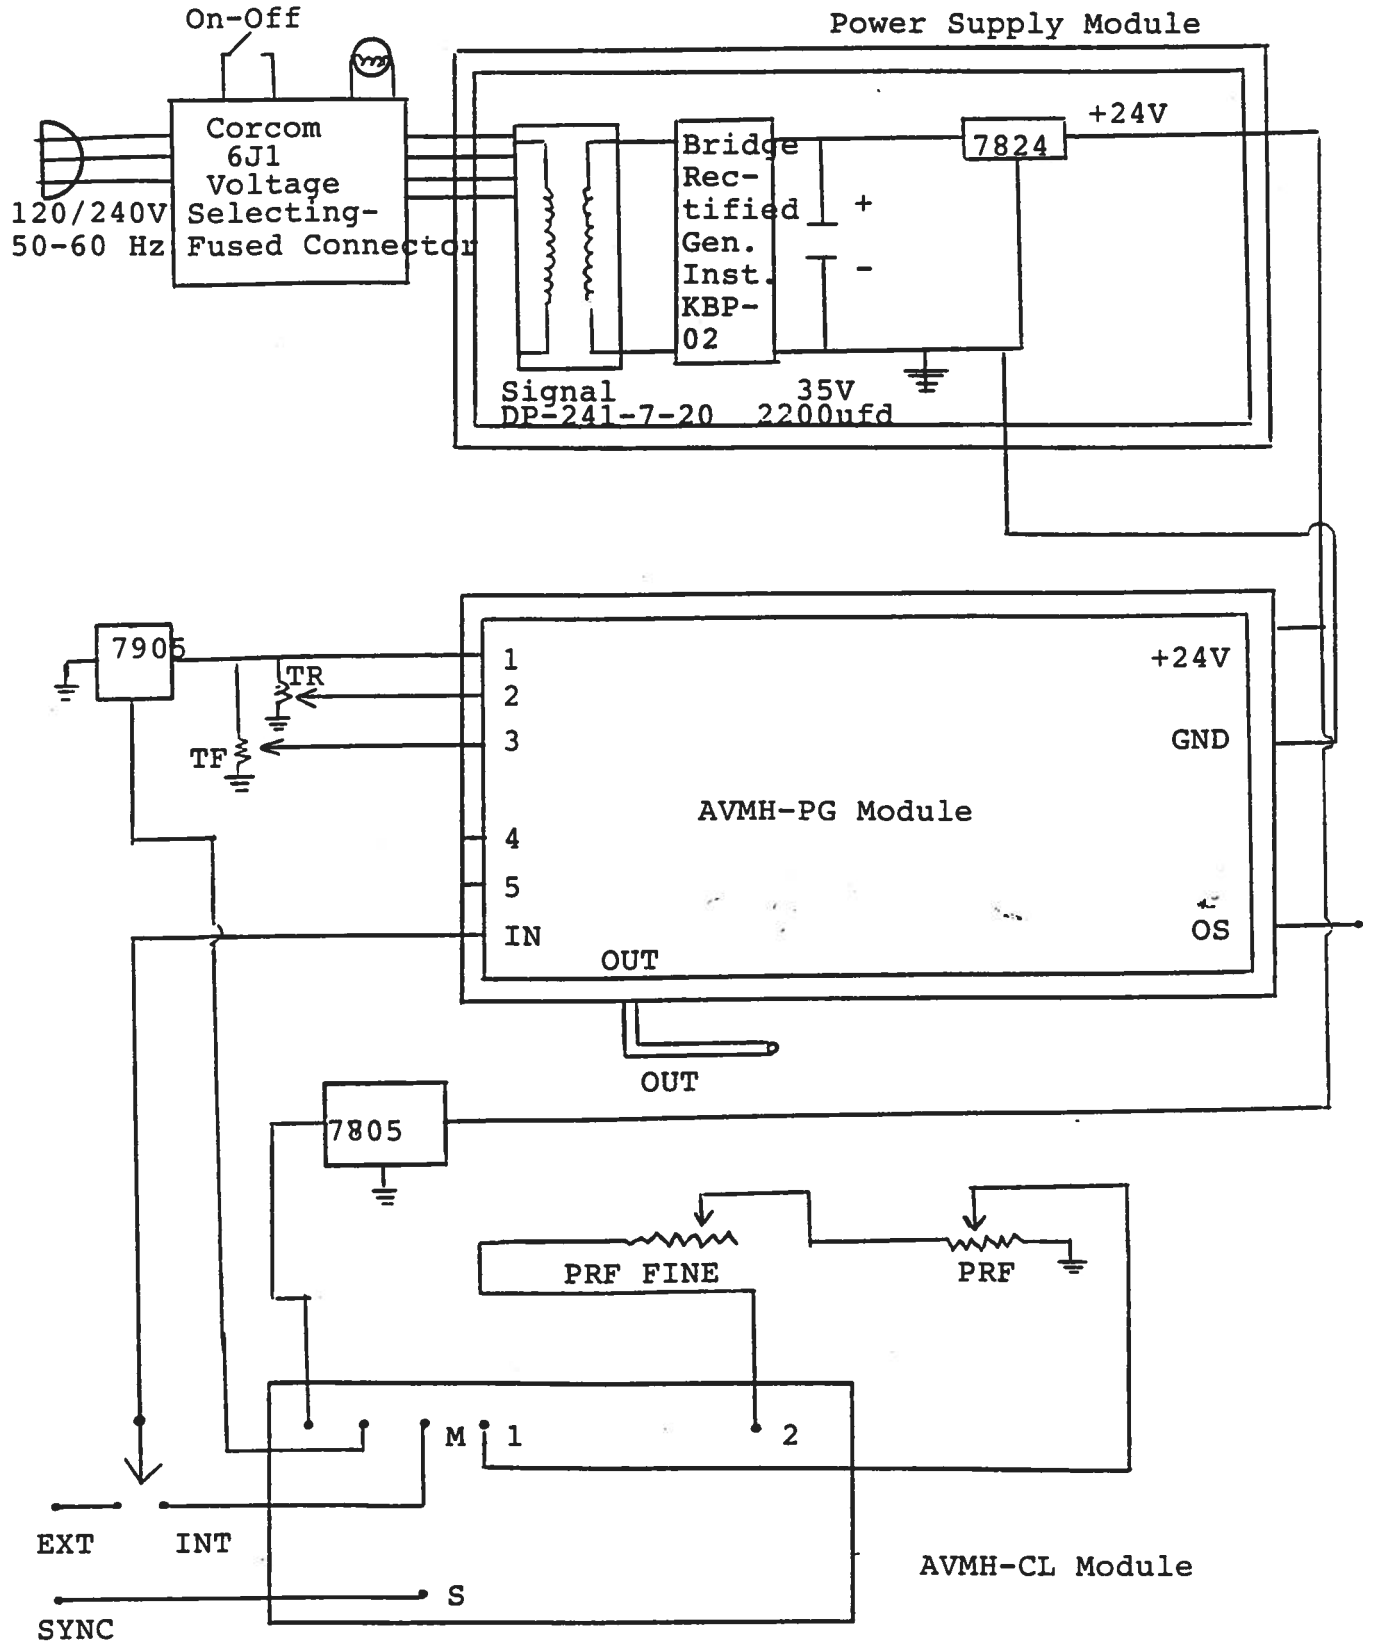 On-Off
Power Supply Module
Corcom
6J1
Voltage
120/240V Selecting-
50-60 Hz Fused Connector
Bridge
Rec-
tified
Gen.
Inst.
KBP-
02
+
-
7824
+24V
Signal
DP-241-7-20
35V
2200ufd
7905
TR
TF
1
2
3
4
5
IN
OUT
+24V
GND
OS
AVMH-PG Module
OUT
7805
PRF FINE
PRF
M
1
2
EXT
INT
S
SYNC
AVMH-CL Module